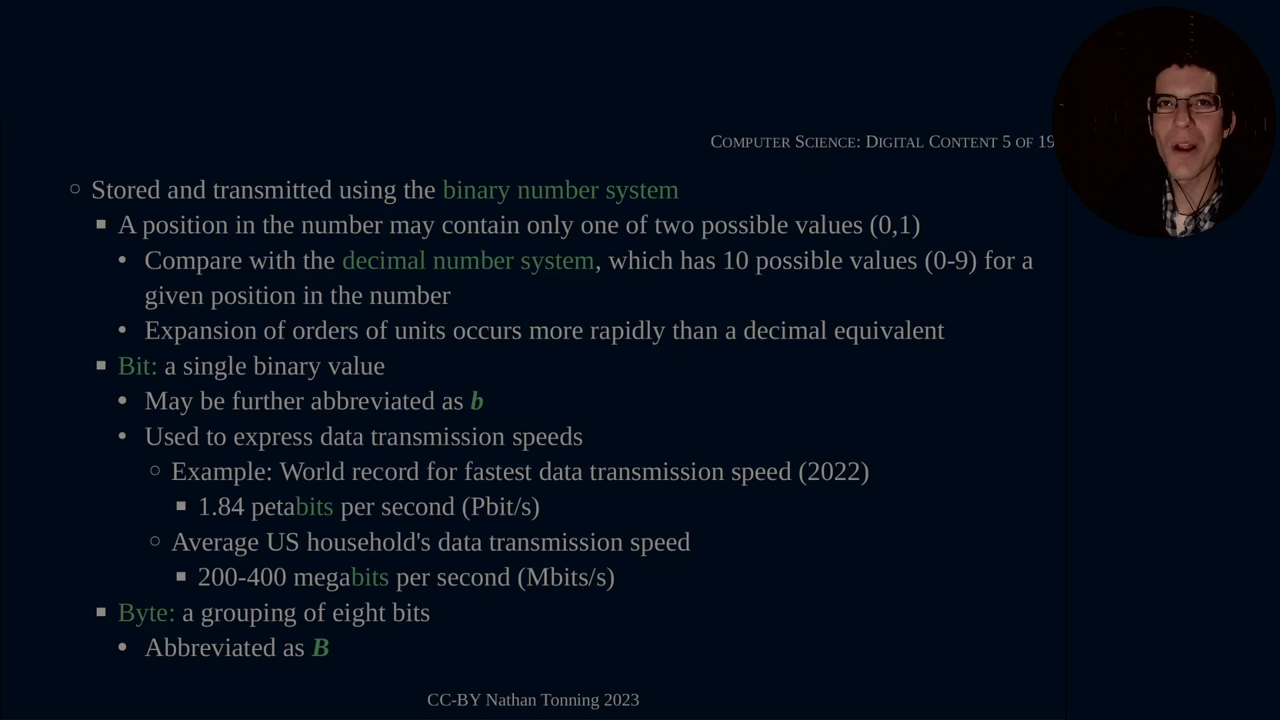 COMPUTER SCIENCE: DIGITAL CONTENT 5 OF 19
○ Stored and transmitted using the binary number system
▪ A position in the number may contain only one of two possible values (0,1)
• Compare with the decimal number system, which has 10 possible values (0-9) for a
given position in the number
• Expansion of orders of units occurs more rapidly than a decimal equivalent
▪ Bit: a single binary value
• May be further abbreviated as b
• Used to express data transmission speeds
○ Example: World record for fastest data transmission speed (2022)
▪ 1.84 petabits per second (Pbit/s)
○ Average US household's data transmission speed
▪ 200-400 megabits per second (Mbits/s)
▪ Byte: a grouping of eight bits
• Abbreviated as B
CC-BY Nathan Tonning 2023